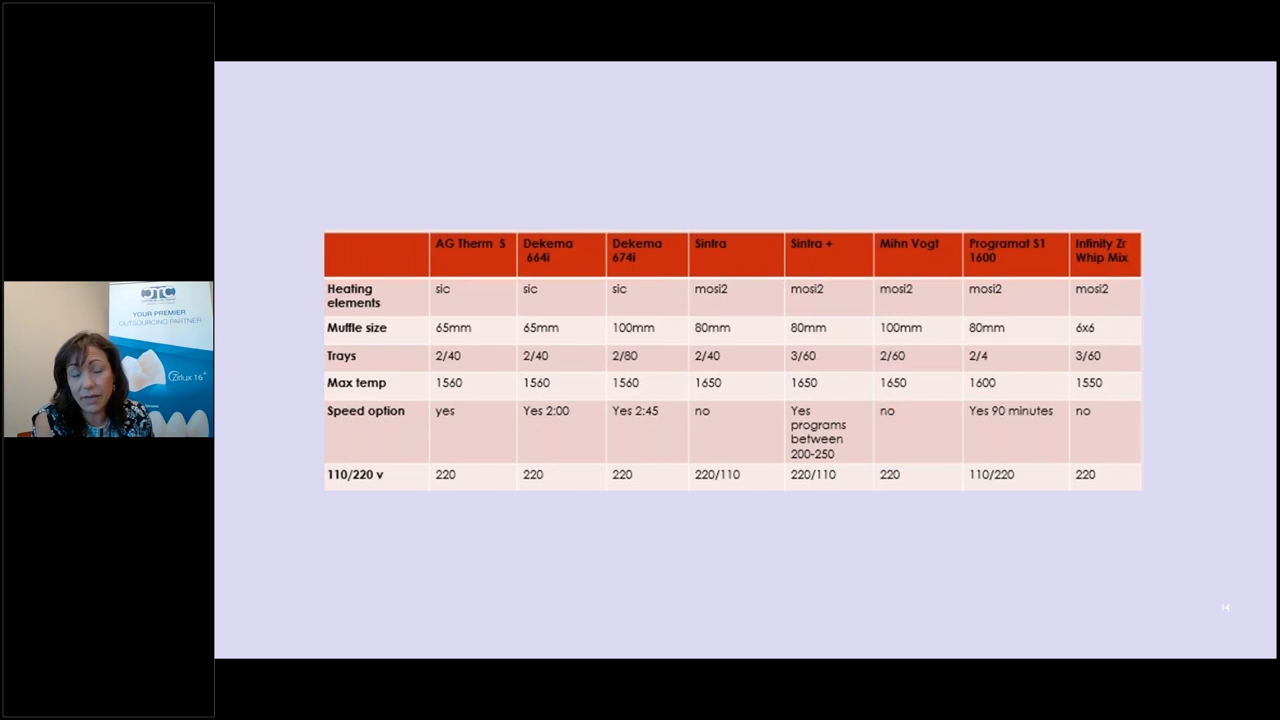 OTC
YOUR PREMIER
OUTSOURCING PARTNER
Zirlux 16+
AG Therm S Dekema 664i Dekema 674i Sintra Sintra + Mihn Vogt Programat S1 1600 Infinity Zr Whip Mix
Heating elements sic sic sic mosi2 mosi2 mosi2 mosi2 mosi2
Muffle size 65mm 65mm 100mm 80mm 80mm 100mm 80mm 6x6
Trays 2/40 2/40 2/80 2/40 3/60 2/60 2/4 3/60
Max temp 1560 1560 1560 1650 1650 1650 1600 1550
Speed option yes Yes 2:00 Yes 2:45 no Yes programs between 200-250 no Yes 90 minutes no
110/220 v 220 220 220 220/110 220/110 220 110/220 220
14